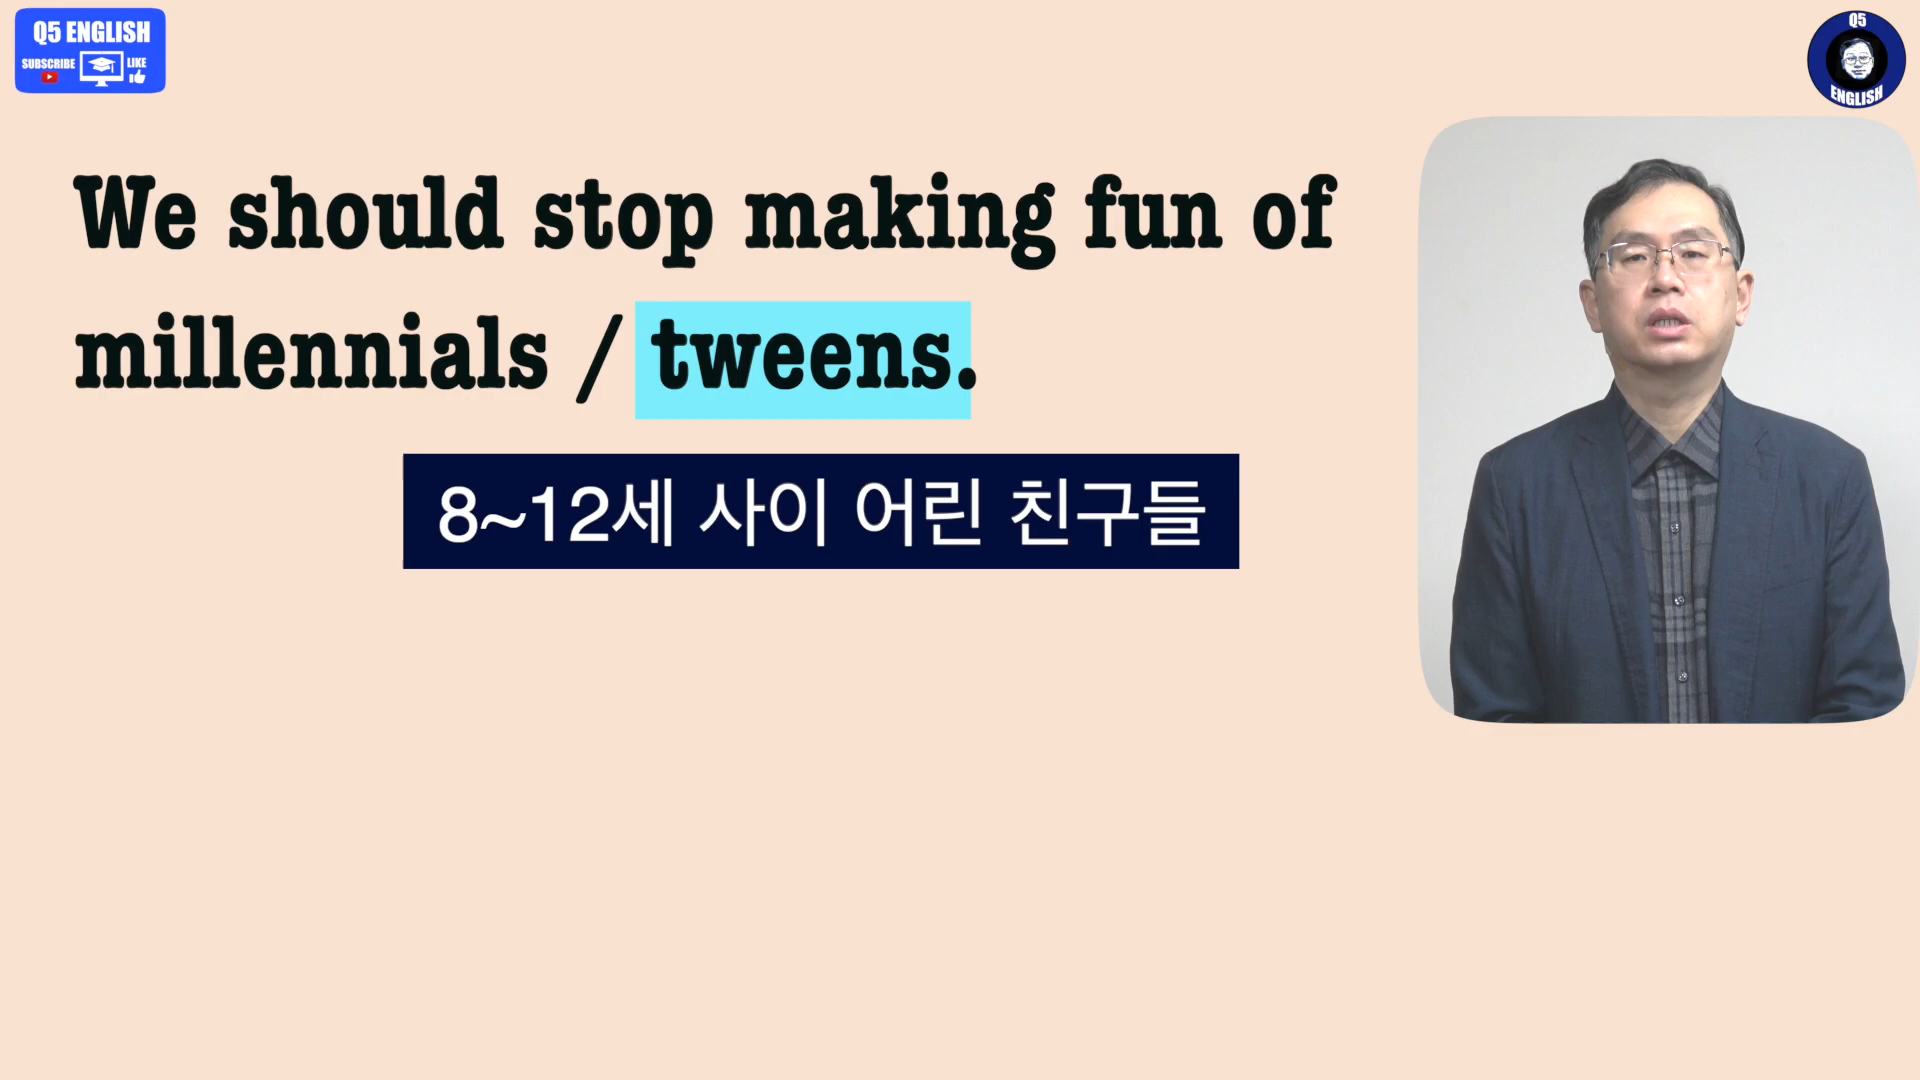 Q5 ENGLISH
SUBSCRIBE
LIKE
Q5
ENGLISH
We should stop making fun of
millennials / tweens.
8~12세 사이 어린 친구들